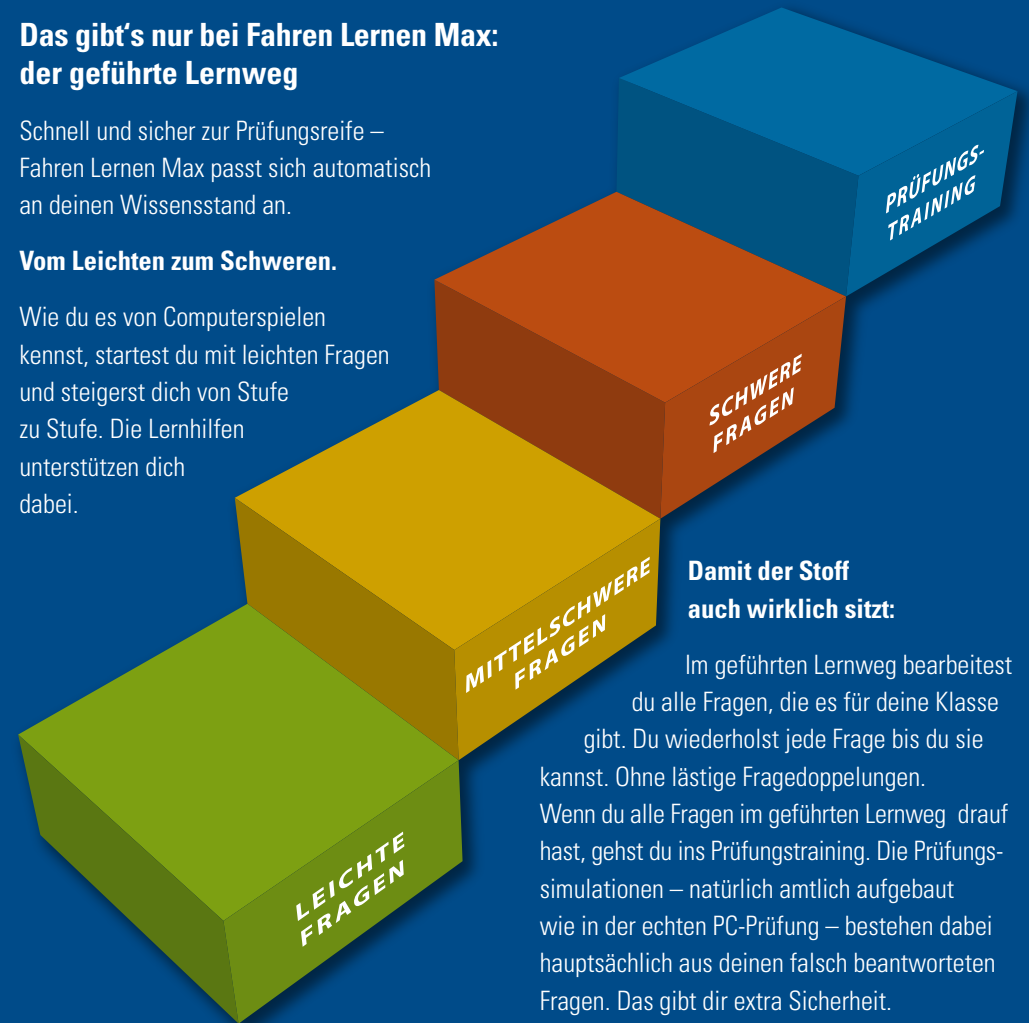 Das gibt‘s nur bei Fahren Lernen Max:
der geführte Lernweg
Schnell und sicher zur Prüfungsreife –
Fahren Lernen Max passt sich automatisch
an deinen Wissensstand an.
Vom Leichten zum Schweren.
Wie du es von Computerspielen
kennst, startest du mit leichten Fragen
und steigerst dich von Stufe
zu Stufe. Die Lernhilfen
unterstützen dich
dabei.
PRÜFUNGS-
TRAINING
SCHWERE
FRAGEN
MITTELSCHWERE
FRAGEN
LEICHTE
FRAGEN
Damit der Stoff
auch wirklich sitzt:
Im geführten Lernweg bearbeitest
du alle Fragen, die es für deine Klasse
gibt. Du wiederholst jede Frage bis du sie
kannst. Ohne lästige Fragedoppelungen.
Wenn du alle Fragen im geführten Lernweg drauf
hast, gehst du ins Prüfungstraining. Die Prüfungs-
simulationen – natürlich amtlich aufgebaut
wie in der echten PC-Prüfung – bestehen dabei
hauptsächlich aus deinen falsch beantworteten
Fragen. Das gibt dir extra Sicherheit.